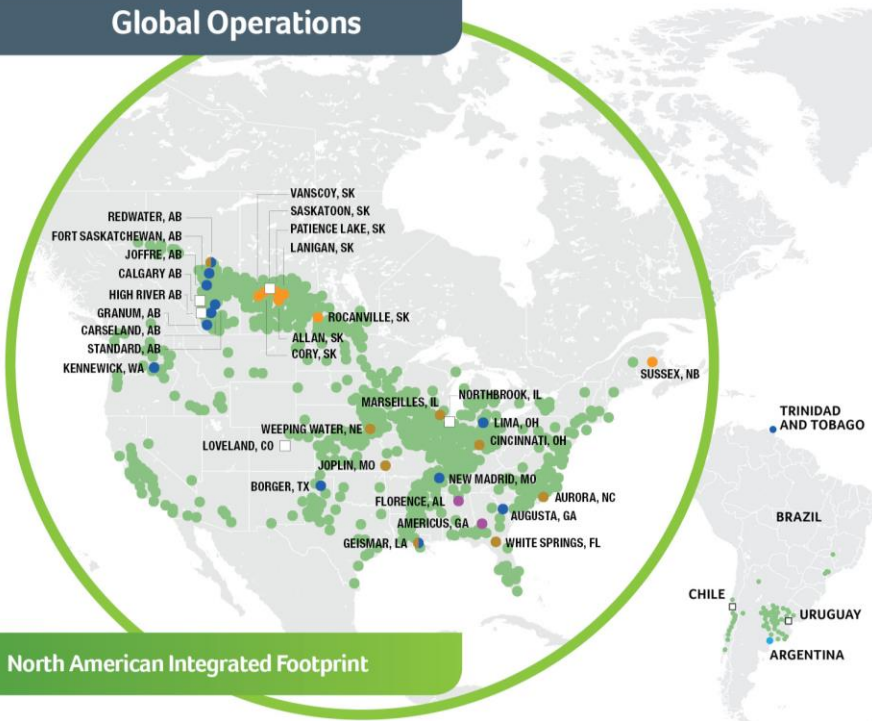 Global Operations
VANSCOY, SK
SASKATOON, SK
PATIENCE LAKE, SK
LANIGAN, SK
REDWATER, AB
FORT SASKATCHEWAN, AB
JOFFRE, AB
CALGARY AB
HIGH RIVER AB
GRANUM, AB
CARSELAND, AB
STANDARD, AB
KENNEWICK, WA
ROCANVILLE, SK
ALLAN, SK
CORY, SK
SUSSEX, NB
MARSEILLES, IL
NORTHBROOK, IL
WEEPING WATER, NE
LIMA, OH
CINCINNATI, OH
LOVELAND, CO
JOPLIN, MO
BORGER, TX
NEW MADRID, MO
FLORENCE, AL
AURORA, NC
AUGUSTA, GA
AMERICUS, GA
GEISMAR, LA
WHITE SPRINGS, FL
TRINIDAD
AND TOBAGO
BRAZIL
CHILE
URUGUAY
ARGENTINA
North American Integrated Footprint